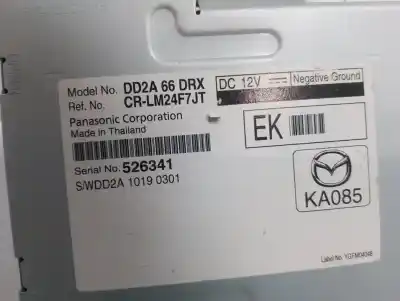 Model No. DD2A 66 DRX
Ref. No. CR-LM24F7JT
DC 12V Negative Ground
Panasonic Corporation
Made in Thailand
EK
Serial No. 526341
S/WDD2A 1019 0301
KA085